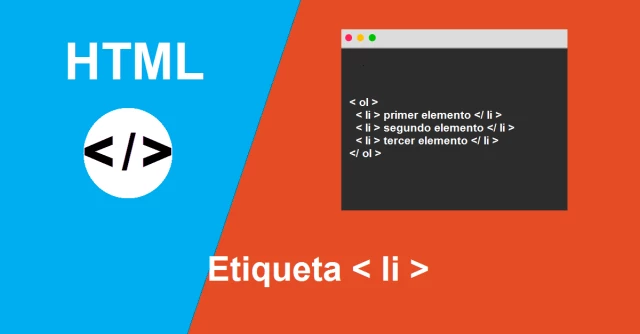 HTML
</>
< ol >
< li > primer elemento </ li >
< li > segundo elemento </ li >
< li > tercer elemento </ li >
</ ol >
Etiqueta < li >